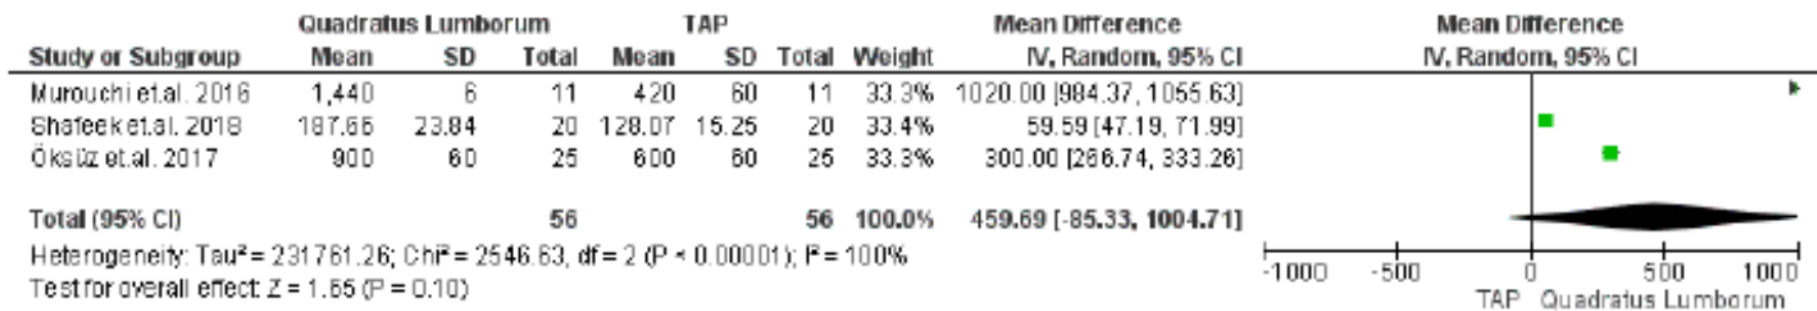 Quadratus Lumborum TAP Mean Difference Mean Difference
Study or Subgroup Mean SD Total Mean SD Total Weight IV, Random, 95% CI IV, Random, 95% CI
Murouchi et.al. 2016 1,440 6 11 420 60 11 33.3% 1020.00 [984.37, 1055.63]
Shafeek et.al. 2018 187.66 23.84 20 128.07 15.25 20 33.4% 59.59 [47.19, 71.99]
Öksüz et.al. 2017 900 60 25 600 60 25 33.3% 300.00 [266.74, 333.26]
Total (95% CI) 56 56 100.0% 459.69 [-85.33, 1004.71]
Heterogeneity: Tau² = 231761.26; Chi² = 2546.63, df = 2 (P < 0.00001); I² = 100%
Test for overall effect: Z = 1.65 (P = 0.10)
-1000 -500 0 500 1000
TAP Quadratus Lumborum